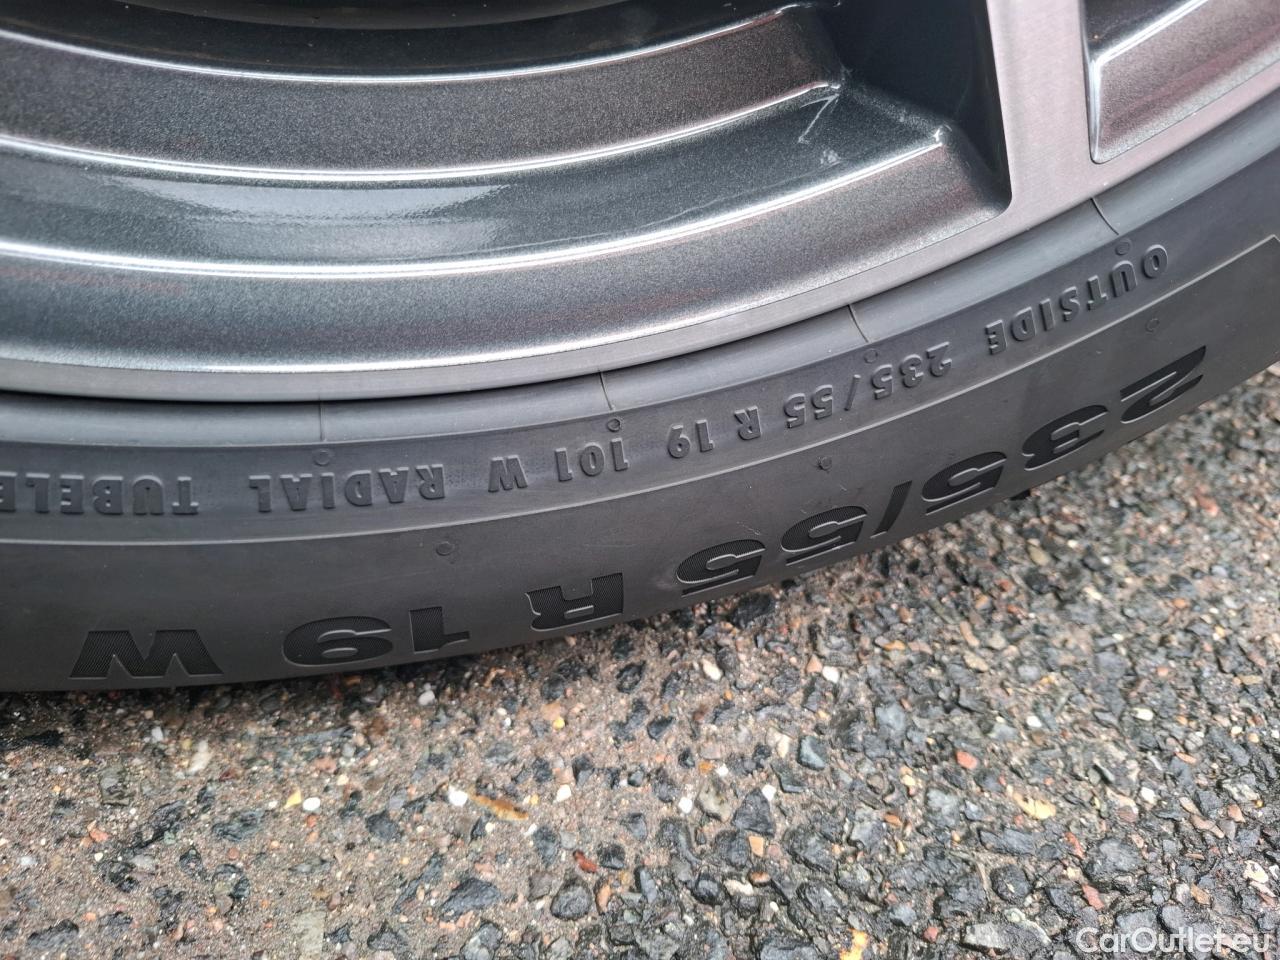 OUTSIDE 235/55 R 19 101 W RADIAL
235/55 R 19 W
CarOutlet.eu